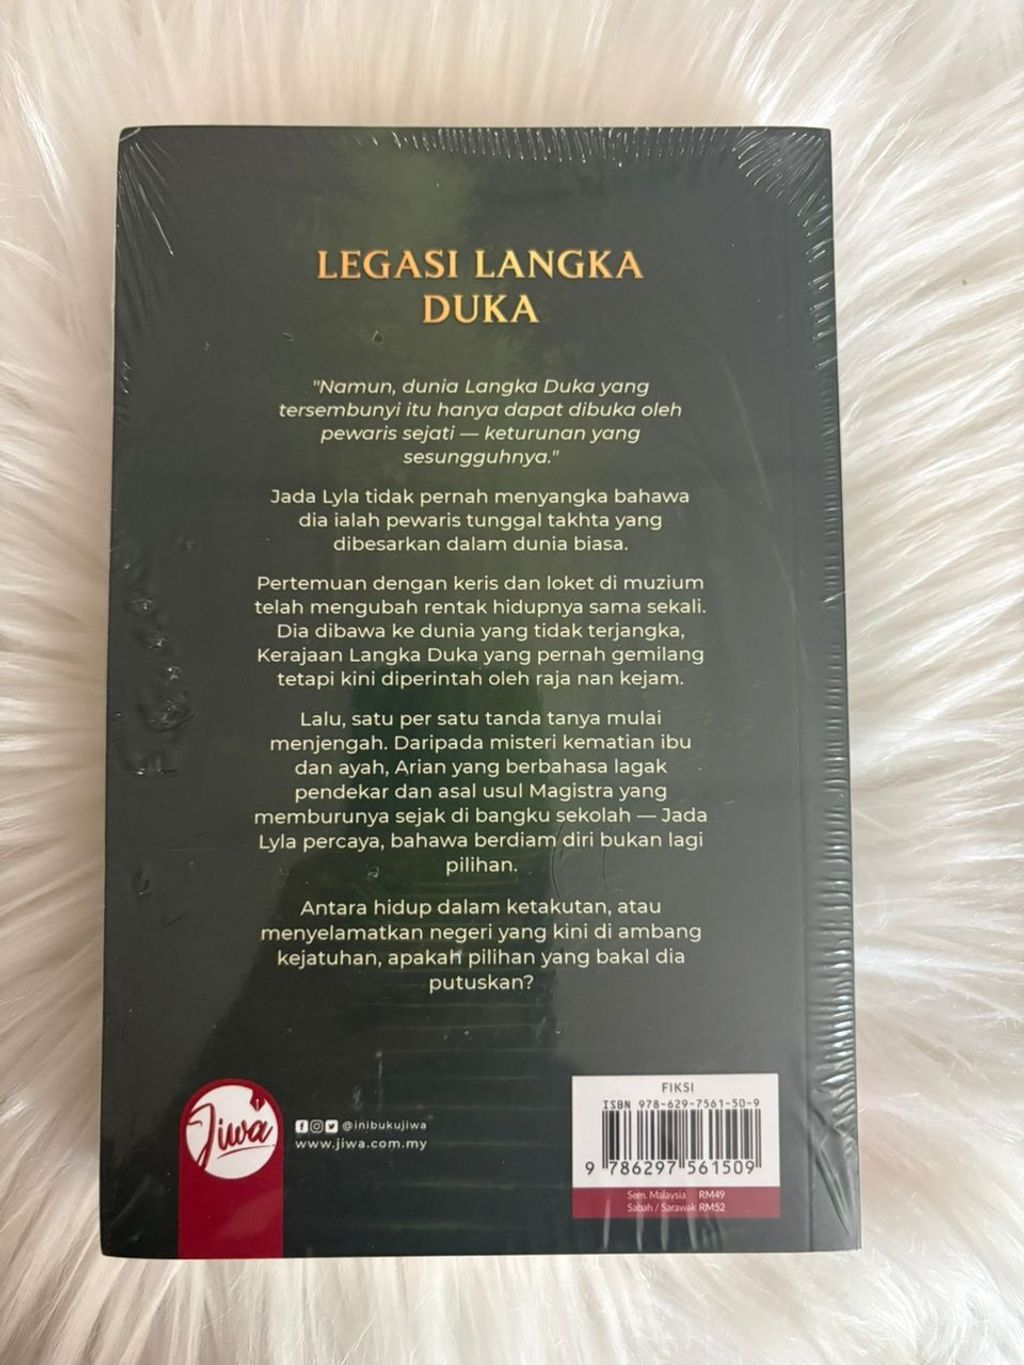 LEGASI LANGKA
DUKA
"Namun, dunia Langka Duka yang
tersembunyi itu hanya dapat dibuka oleh
pewaris sejati — keturunan yang
sesungguhnya."
Jada Lyla tidak pernah menyangka bahawa
dia ialah pewaris tunggal takhta yang
dibesarkan dalam dunia biasa.
Pertemuan dengan keris dan loket di muzium
telah mengubah rentak hidupnya sama sekali.
Dia dibawa ke dunia yang tidak terjangka,
Kerajaan Langka Duka yang pernah gemilang
tetapi kini diperintah oleh raja nan kejam.
Lalu, satu per satu tanda tanya mulai
menjengah. Daripada misteri kematian ibu
dan ayah, Arian yang berbahasa lagak
pendekar dan asal usul Magistra yang
memburunya sejak di bangku sekolah — Jada
Lyla percaya, bahawa berdiam diri bukan lagi
pilihan.
Antara hidup dalam ketakutan, atau
menyelamatkan negeri yang kini di ambang
kejatuhan, apakah pilihan yang bakal dia
putuskan?
Jiwa
@inibukujiwa
www.jiwa.com.my
FIKSI
ISBN 978-629-7561-50-9
9 786297 561509
Sem. Malaysia RM49
Sabah / Sarawak RM52